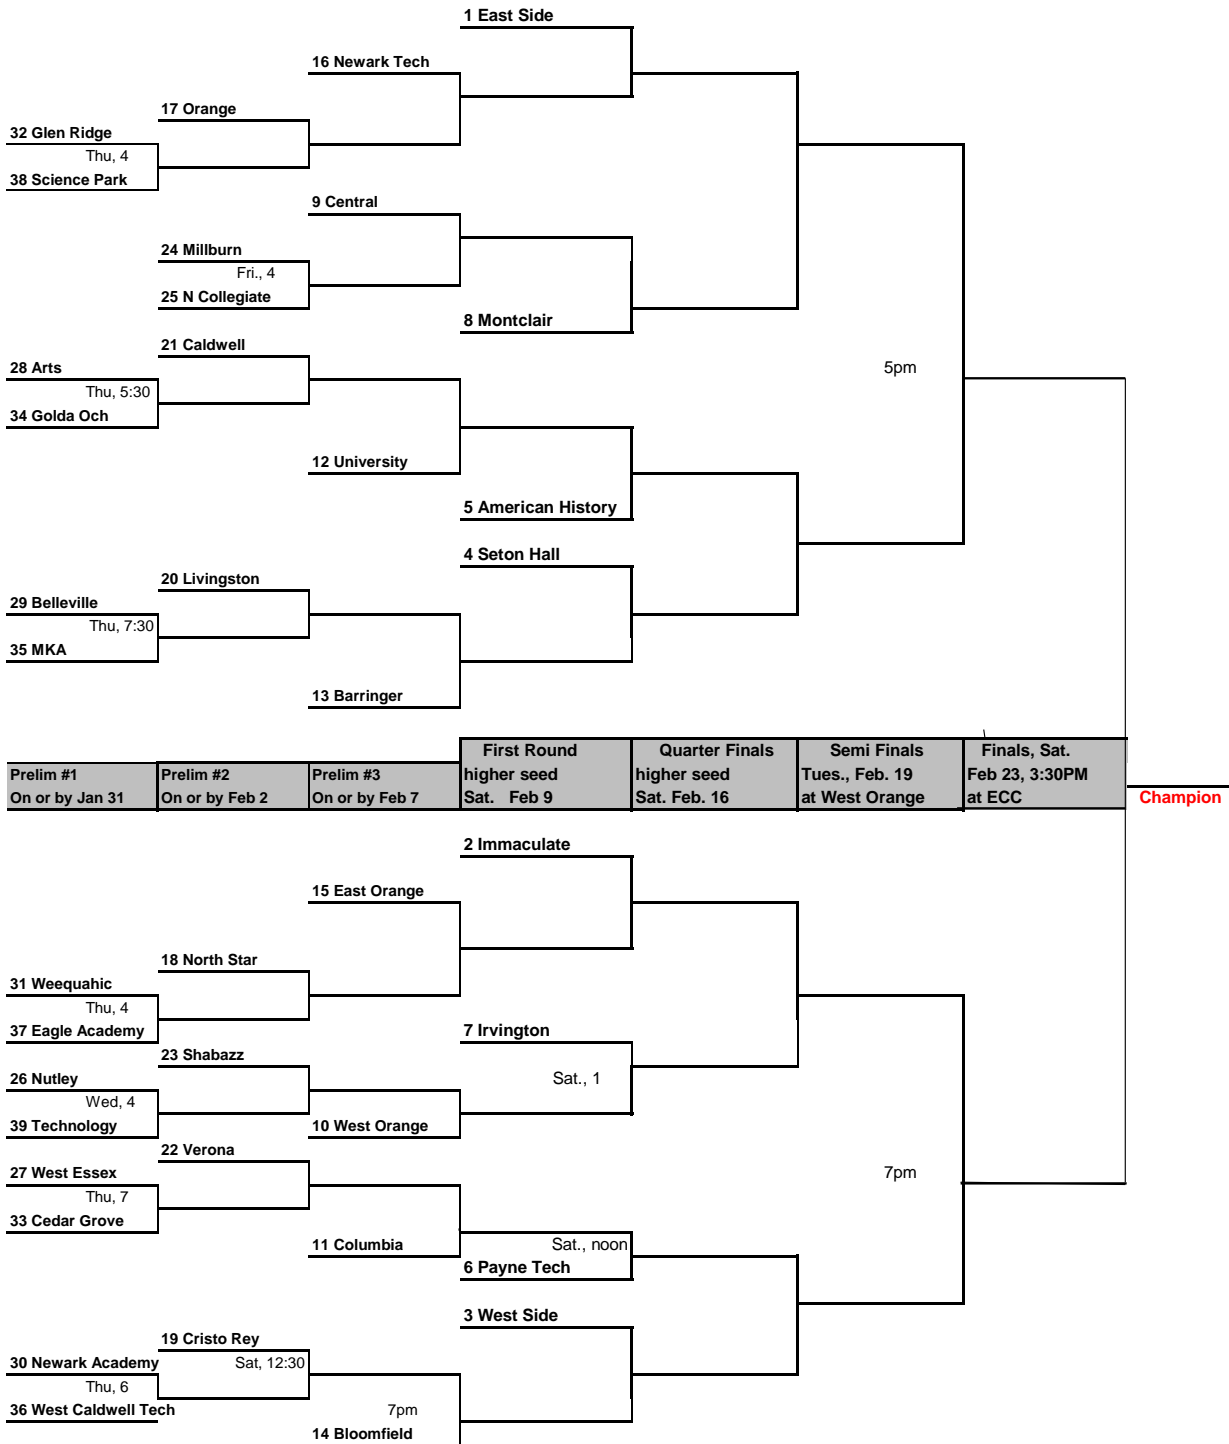 1 East Side
16 Newark Tech
17 Orange
32 Glen Ridge
Thu, 4
38 Science Park
9 Central
24 Millburn
Fri., 4
25 N Collegiate
8 Montclair
21 Caldwell
28 Arts
5pm
Thu, 5:30
34 Golda Och
12 University
5 American History
4 Seton Hall
20 Livingston
29 Belleville
Thu, 7:30
35 MKA
13 Barringer
First Round Quarter Finals Semi Finals Finals, Sat.
Prelim #1 Prelim #2 Prelim #3 higher seed higher seed Tues., Feb. 19 Feb 23, 3:30PM
On or by Jan 31 On or by Feb 2 On or by Feb 7 Sat. Feb 9 Sat. Feb. 16 at West Orange at ECC Champion
2 Immaculate
15 East Orange
18 North Star
31 Weequahic
Thu, 4
37 Eagle Academy 7 Irvington
23 Shabazz
26 Nutley Sat., 1
Wed, 4
39 Technology 10 West Orange
22 Verona
27 West Essex 7pm
Thu, 7
33 Cedar Grove
11 Columbia Sat., noon
6 Payne Tech
3 West Side
19 Cristo Rey
30 Newark Academy Sat, 12:30
Thu, 6
36 West Caldwell Tech 7pm
14 Bloomfield